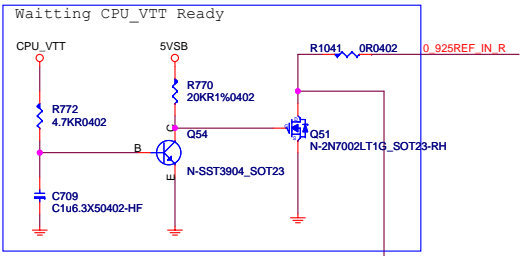 Waitting CPU_VTT Ready
CPU_VTT
5VSB
R1041 0R0402 0_925REF_IN_R
R770
20KR1%0402
R772
4.7KR0402
C
Q54
Q51
B
N-2N7002LT1G_SOT23-RH
N-SST3904_SOT23
E
C709
C1u6.3X50402-HF